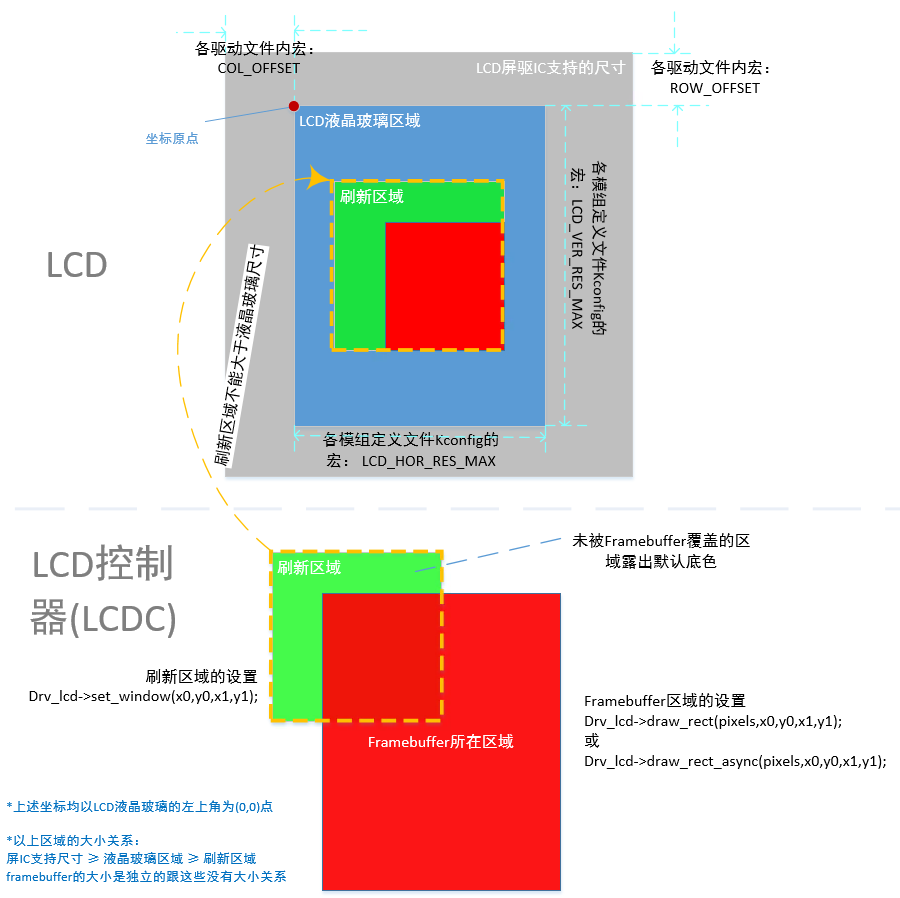 各驱动文件内宏：
COL_OFFSET
LCD屏驱IC支持的尺寸
各驱动文件内宏：
ROW_OFFSET
坐标原点
LCD液晶玻璃区域
刷新区域
各模组定义文件Kconfig的
宏：LCD_VER_RES_MAX
LCD
刷新区域不能大于液晶玻璃尺寸
各模组定义文件Kconfig的
宏： LCD_HOR_RES_MAX
LCD控制
器(LCDC)
刷新区域
未被Framebuffer覆盖的区
域露出默认底色
刷新区域的设置
Drv_lcd->set_window(x0,y0,x1,y1);
Framebuffer区域的设置
Drv_lcd->draw_rect(pixels,x0,y0,x1,y1);
或
Drv_lcd->draw_rect_async(pixels,x0,y0,x1,y1);
Framebuffer所在区域
*上述坐标均以LCD液晶玻璃的左上角为(0,0)点
*以上区域的大小关系：
屏IC支持尺寸 ≥ 液晶玻璃区域 ≥ 刷新区域
framebuffer的大小是独立的跟这些没有大小关系